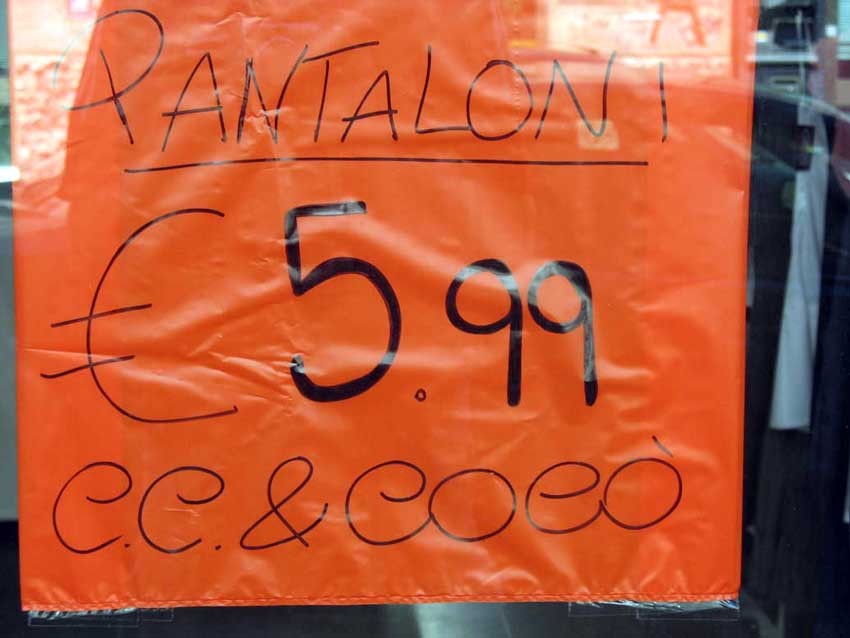 PANTALONI
€ 5.99
C.C. & COCÒ